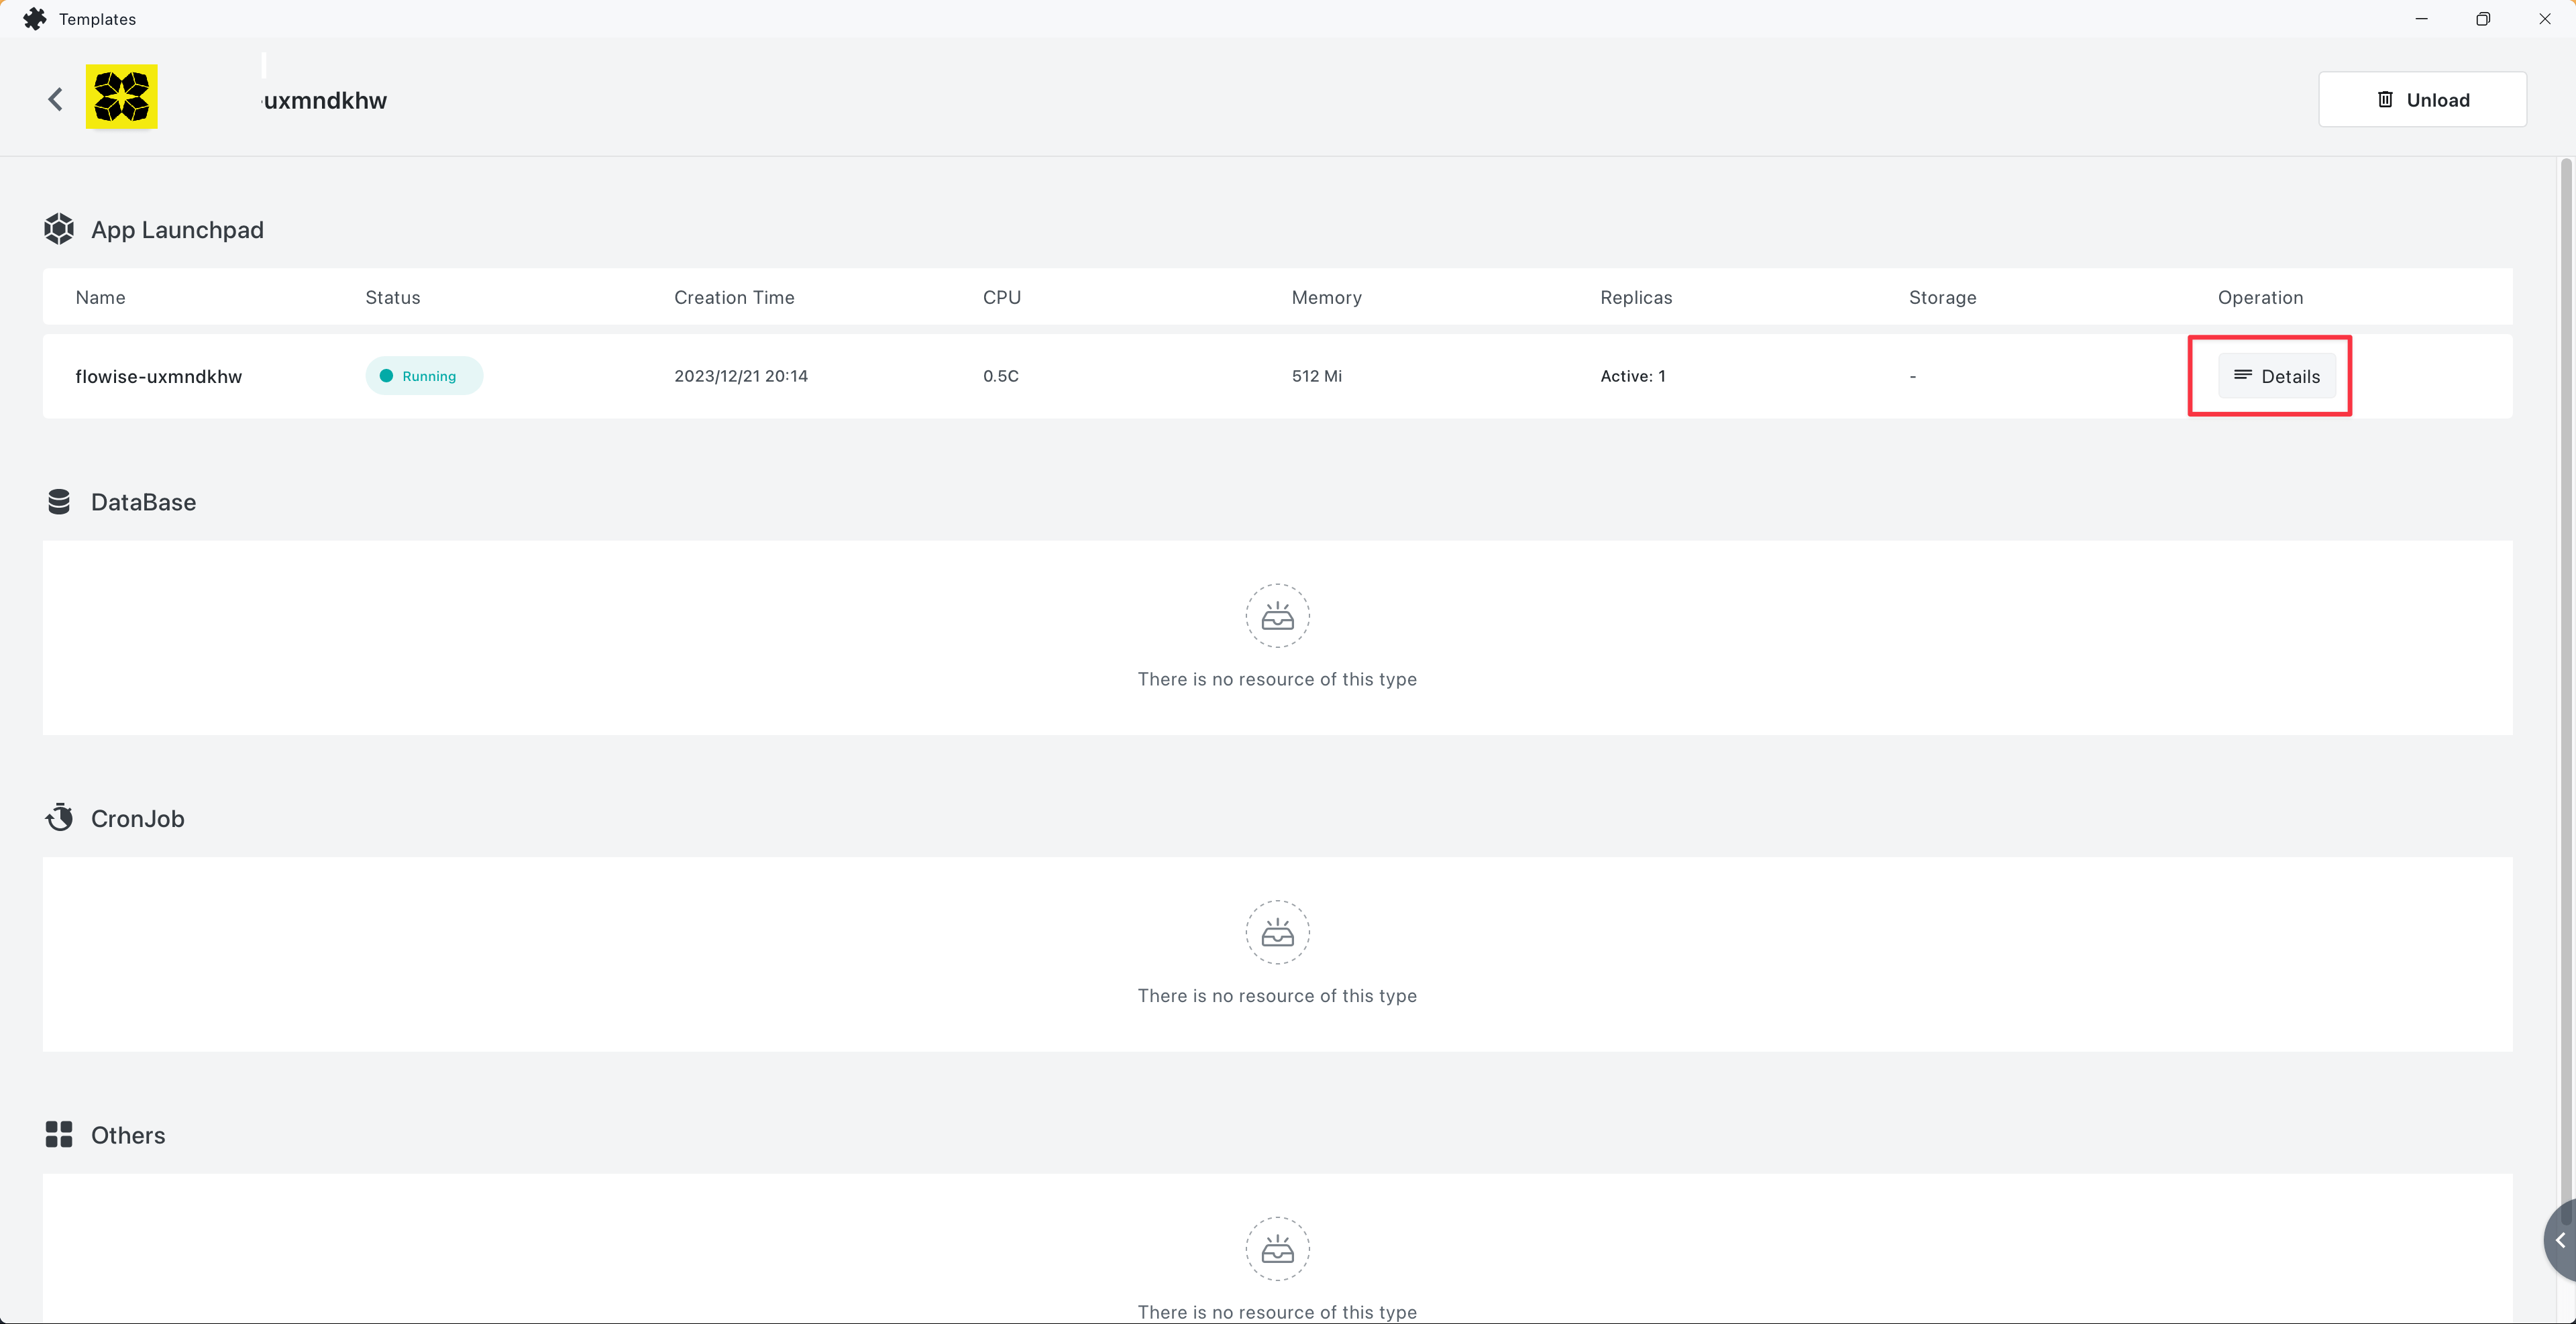 Templates
-uxmndkhw
Unload
App Launchpad
Name Status Creation Time CPU Memory Replicas Storage Operation
flowise-uxmndkhw Running 2023/12/21 20:14 0.5C 512 Mi Active: 1 - Details
DataBase
There is no resource of this type
CronJob
There is no resource of this type
Others
There is no resource of this type